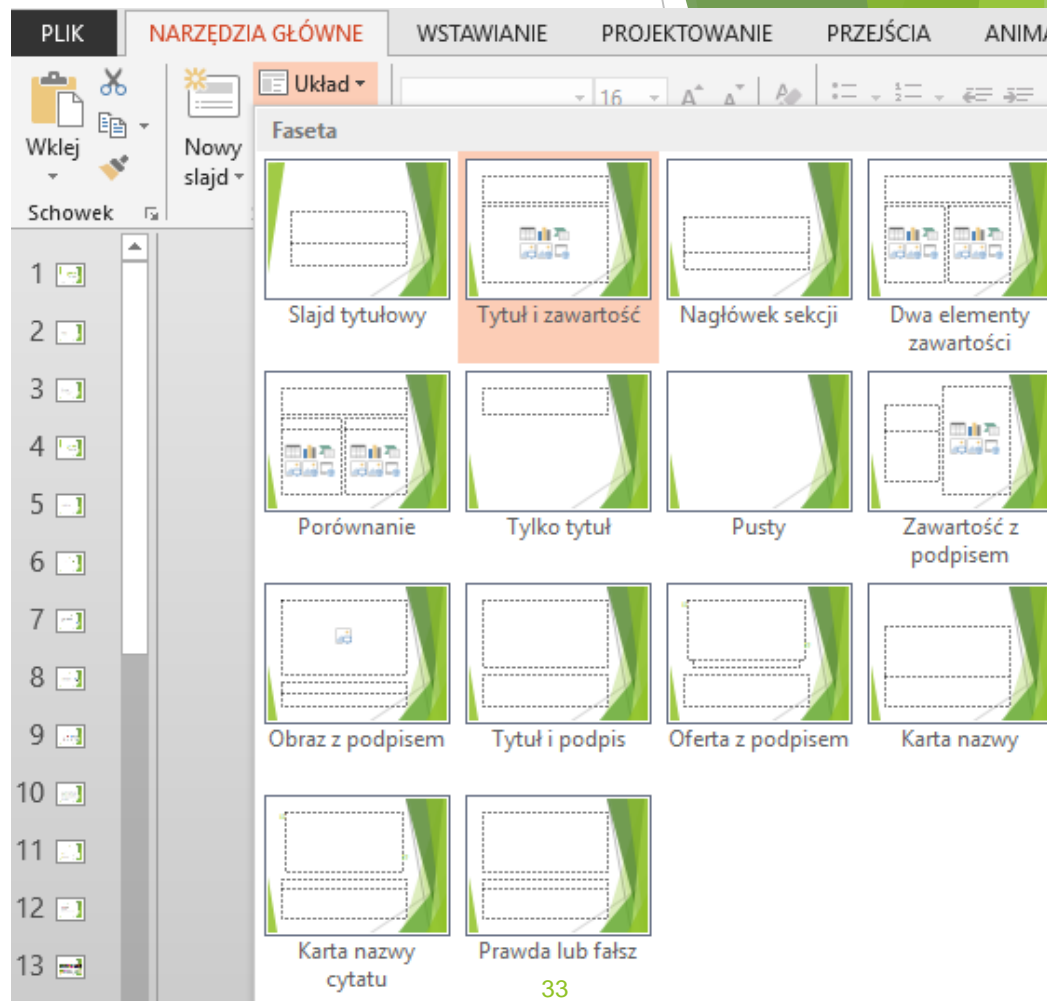 PLIK NARZĘDZIA GŁÓWNE WSTAWIANIE PROJEKTOWANIE PRZEJŚCIA ANIMA
Układ
16
Wklej
Nowy slajd
Schowek
Faseta
Slajd tytułowy
Tytuł i zawartość
Nagłówek sekcji
Dwa elementy
zawartości
Porównanie
Tylko tytuł
Pusty
Zawartość z
podpisem
Obraz z podpisem
Tytuł i podpis
Oferta z podpisem
Karta nazwy
Karta nazwy
cytatu
Prawda lub fałsz
1
2
3
4
5
6
7
8
9
10
11
12
13
33